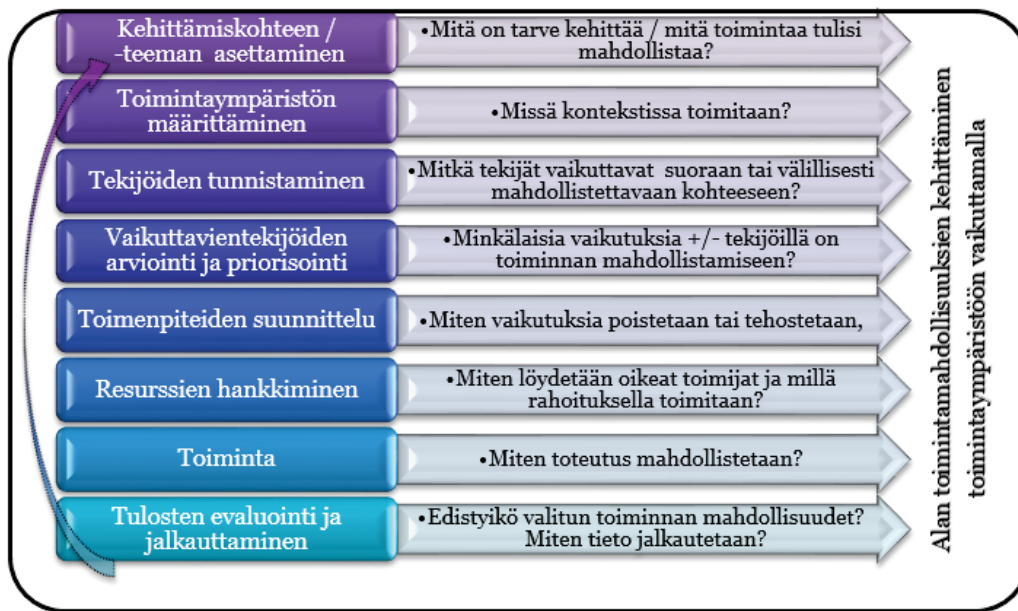 Kehittämiskohteen /
-teeman asettaminen
•Mitä on tarve kehittää / mitä toimintaa tulisi
mahdollistaa?
Toimintaympäristön
määrittäminen
•Missä kontekstissa toimitaan?
Tekijöiden tunnistaminen
•Mitkä tekijät vaikuttavat suoraan tai välillisesti
mahdollistettavaan kohteeseen?
Vaikuttavientekijöiden
arviointi ja priorisointi
•Minkälaisia vaikutuksia +/- tekijöillä on
toiminnan mahdollistamiseen?
Toimenpiteiden suunnittelu
•Miten vaikutuksia poistetaan tai tehostetaan,
Resurssien hankkiminen
•Miten löydetään oikeat toimijat ja millä
rahoituksella toimitaan?
Toiminta
•Miten toteutus mahdollistetaan?
Tulosten evaluointi ja
jalkauttaminen
•Edistyikö valitun toiminnan mahdollisuudet?
Miten tieto jalkautetaan?
Alan toimintamahdollisuuksien kehittäminen
toimintaympäristöön vaikuttamalla